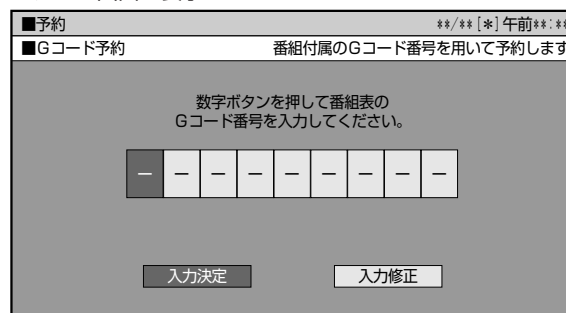 ■予約 **/**[*]午前**:**
■Gコード予約 番組付属のGコード番号を用いて予約します
数字ボタンを押して番組表の
Gコード番号を入力してください。
－ － － － － － － － －
入力決定 入力修正